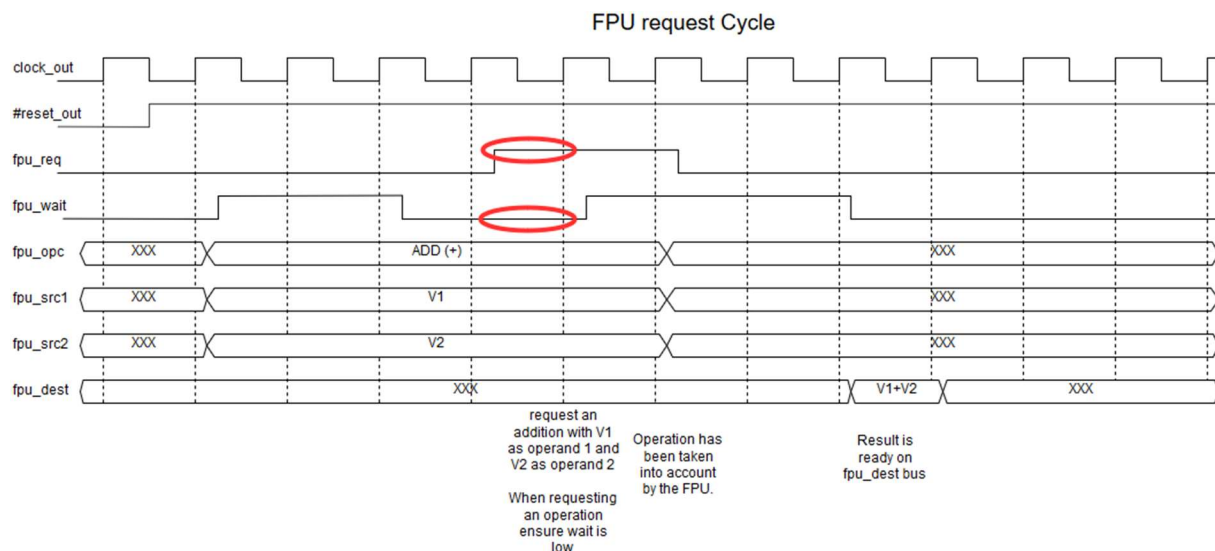 FPU request Cycle
clock_out
#reset_out
fpu_req
fpu_wait
fpu_opc XXX ADD (+) XXX
fpu_src1 XXX V1 XXX
fpu_src2 XXX V2 XXX
fpu_dest XXX V1+V2 XXX
request an
addition with V1
as operand 1 and
V2 as operand 2
When requesting
an operation
ensure wait is
low
Operation has
been taken
into account
by the FPU.
Result is
ready on
fpu_dest bus